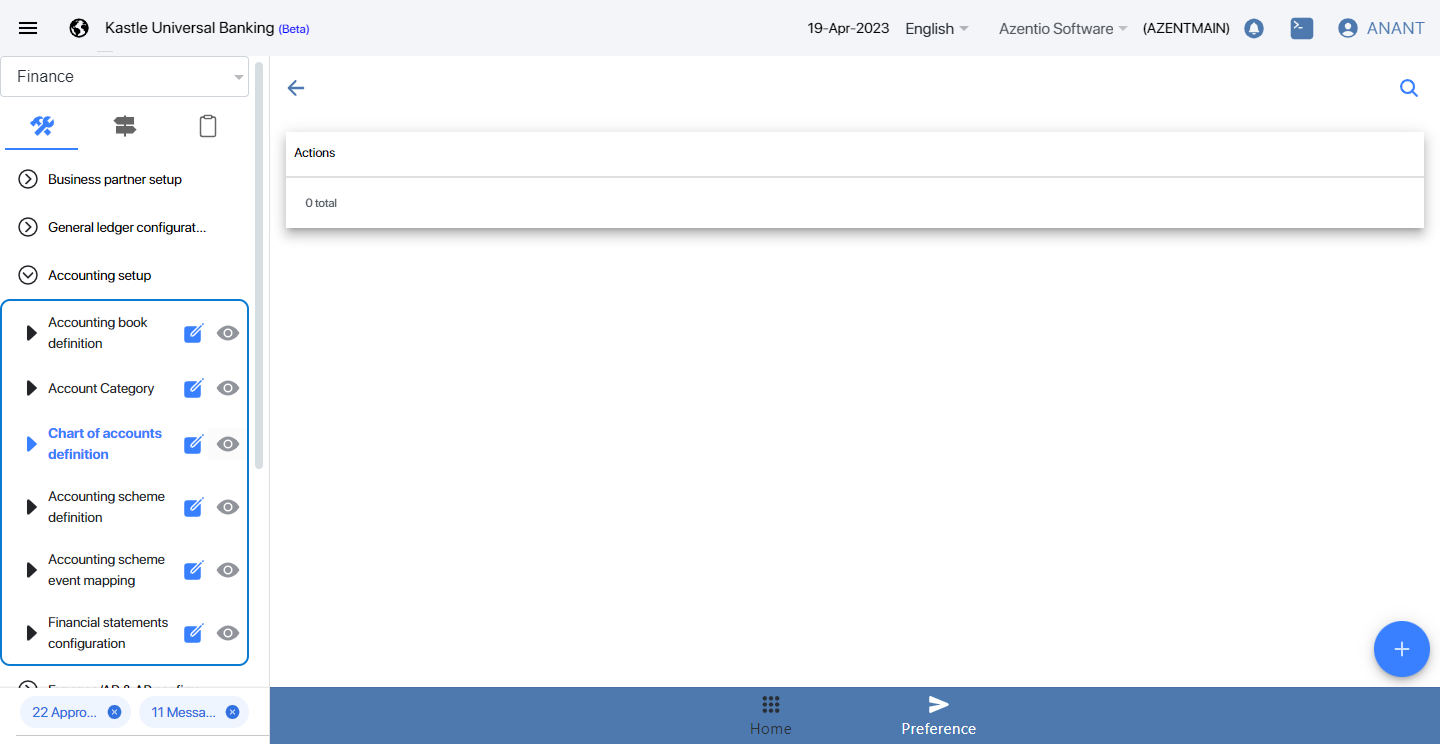 Kastle Universal Banking (Beta)
19-Apr-2023
English
Azentio Software
(AZENTMAIN)
ANANT
Finance
Business partner setup
General ledger configurat...
Accounting setup
Accounting book
definition
Account Category
Chart of accounts
definition
Accounting scheme
definition
Accounting scheme
event mapping
Financial statements
configuration
22 Appro...
11 Messa...
Actions
0 total
Home
Preference